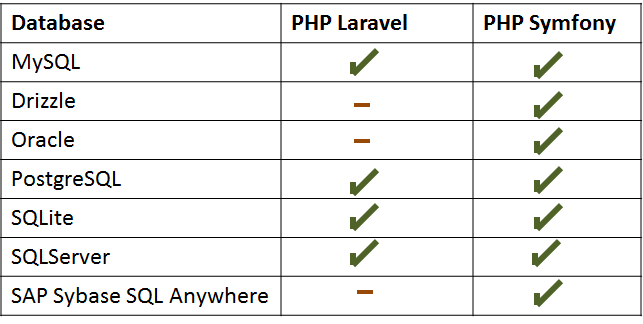 Database PHP Laravel PHP Symfony
MySQL ✔ ✔
Drizzle – ✔
Oracle – ✔
PostgreSQL ✔ ✔
SQLite ✔ ✔
SQLServer ✔ ✔
SAP Sybase SQL Anywhere – ✔